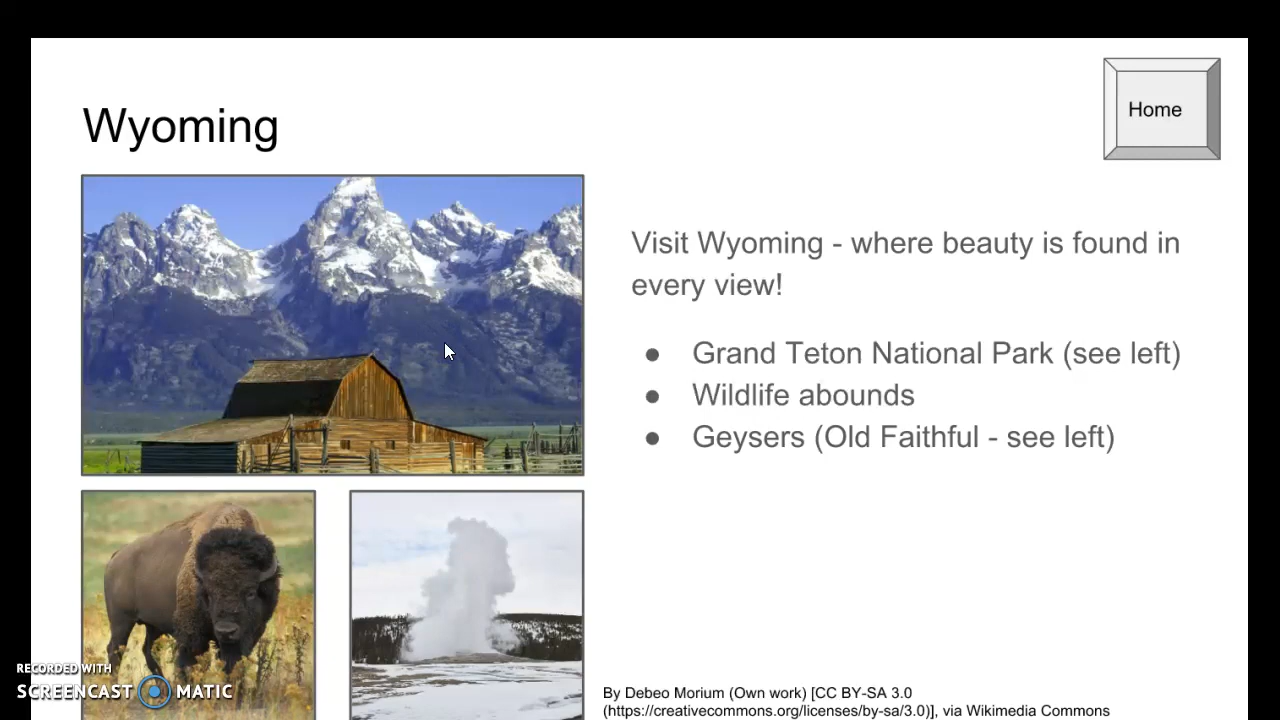 Home
Wyoming
Visit Wyoming - where beauty is found in
every view!
● Grand Teton National Park (see left)
● Wildlife abounds
● Geysers (Old Faithful - see left)
RECORDED WITH
SCREENCAST MATIC
By Debeo Morium (Own work) [CC BY-SA 3.0
(https://creativecommons.org/licenses/by-sa/3.0)], via Wikimedia Commons